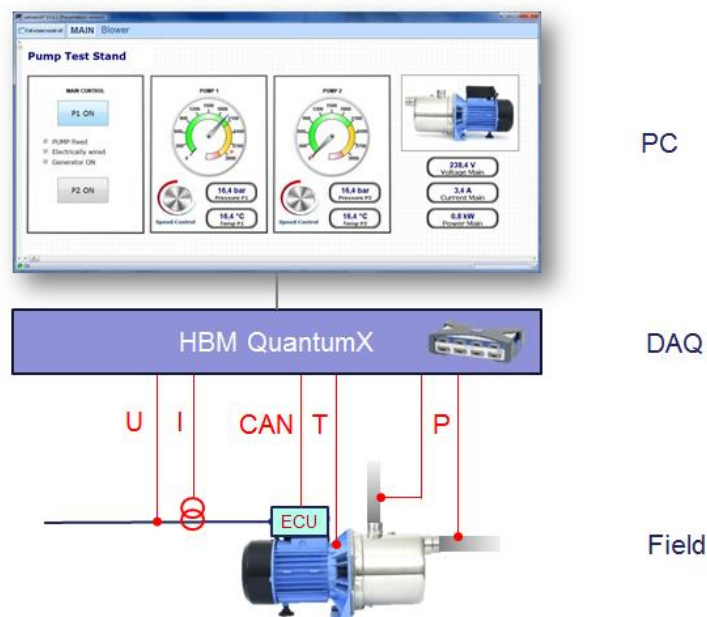 MAIN Blower
Pump Test Stand
MAIN CONTROL
P1 ON
PUMP fixed
Electrically wired
Generator ON
P2 ON
PUMP 1
Speed Control
16,4 bar
Pressure P1
16,4 °C
Temp P1
PUMP 2
Speed Control
16,4 bar
Pressure P2
16,4 °C
Temp P2
238,4 V
Voltage Main
3,4 A
Current Main
0,8 kW
Power Main
PC
HBM QuantumX
DAQ
U I CAN T P
ECU
Field